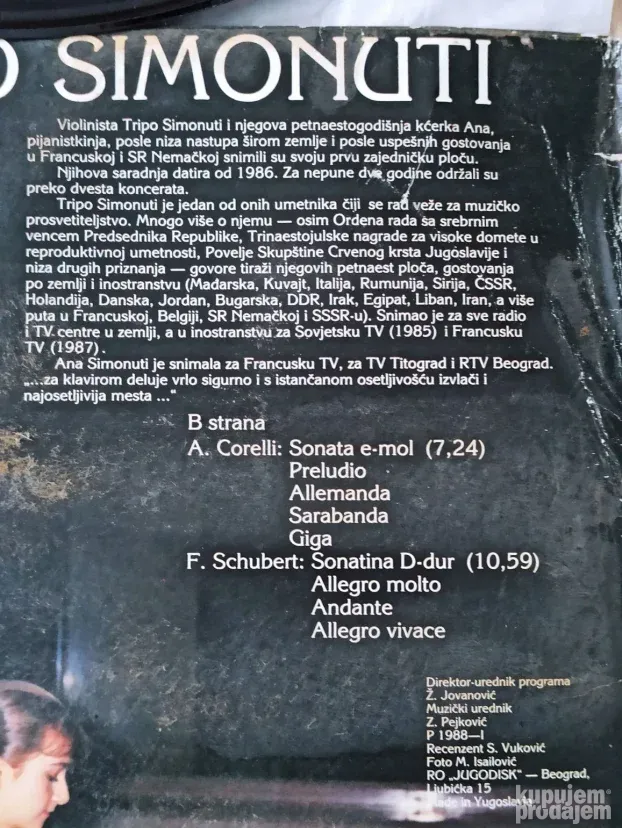 O SIMONUTI
Violinista Tripo Simonuti i njegova petnaestogodišnja kćerka Ana,
pijanistkinja, posle niza nastupa širom zemlje i posle uspešnih gostovanja
u Francuskoj i SR Nemačkoj snimili su svoju prvu zajedničku ploču.
Njihova saradnja datira od 1986. Za nepune dve godine održali su
preko dvesta koncerata.
Tripo Simonuti je jedan od onih umetnika čiji se rad veže za muzičko
prosvetiteljstvo. Mnogo više o njemu — osim Ordena rada sa srebrnim
vencem Predsednika Republike, Trinaestojulske nagrade za visoke domete u
reproduktivnoj umetnosti, Povelje Skupštine Crvenog krsta Jugoslavije i
niza drugih priznanja — govore tiraži njegovih petnaest ploča, gostovanja
po zemlji i inostranstvu (Mađarska, Kuvajt, Italija, Rumunija, Sirija, ČSSR,
Holandija, Danska, Jordan, Bugarska, DDR, Irak, Egipat, Liban, Iran, a više
puta u Francuskoj, Belgiji, SR Nemačkoj i SSSR-u). Snimao je za sve radio
i TV centre u zemlji, a u inostranstvu za Sovjetsku TV (1985) i Francusku
TV (1987).
Ana Simonuti je snimala za Francusku TV, za TV Titograd i RTV Beograd.
„...za klavirom deluje vrlo sigurno i s istančanom osetljivošću izvlači i
najosetljivija mesta ..."
B strana
A. Corelli: Sonata e-mol (7,24)
Preludio
Allemanda
Sarabanda
Giga
F. Schubert: Sonatina D-dur (10,59)
Allegro molto
Andante
Allegro vivace
Direktor-urednik programa
Ž. Jovanović
Muzički urednik
Z. Pejković
P 1988—I
Recenzent S. Vuković
Foto M. Isailović
RO „JUGODISK" — Beograd,
Ljubićka 15
Made in Yugoslavia
kupujem
prodajem